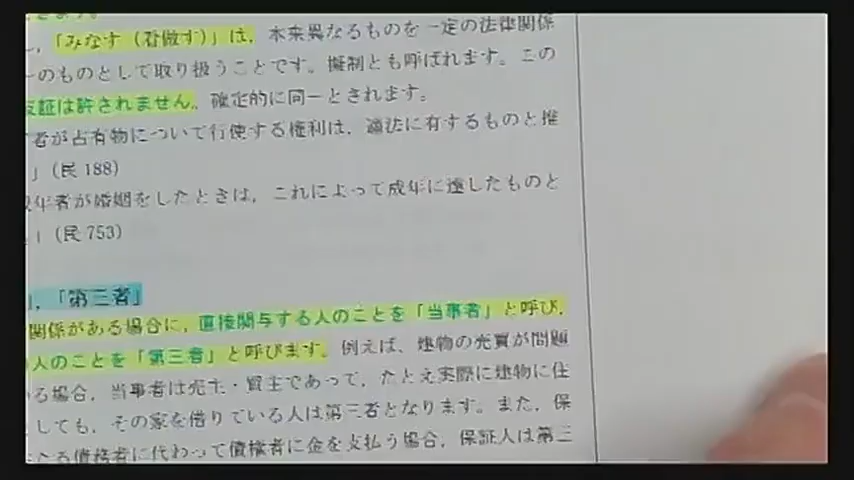 きます。
「みなす(看做す)」は、本来異なるものを一定の法律関係
一のものとして取り扱うことです。擬制とも呼ばれます。この
反証は許されません。確定的に同一とされます。
者が占有物について行使する権利は、適法に有するものと推
」(民188)
成年者が婚姻をしたときは、これによって成年に達したものと
」(民753)
「第三者」
関係がある場合に、直接関与する人のことを「当事者」と呼び、
人のことを「第三者」と呼びます。例えば、建物の売買が問題
る場合、当事者は売主・買主であって、たとえ実際に建物に住
しても、その家を借りている人は第三者となります。また、保
たる債務者に代わって債権者に金を支払う場合、保証人は第三